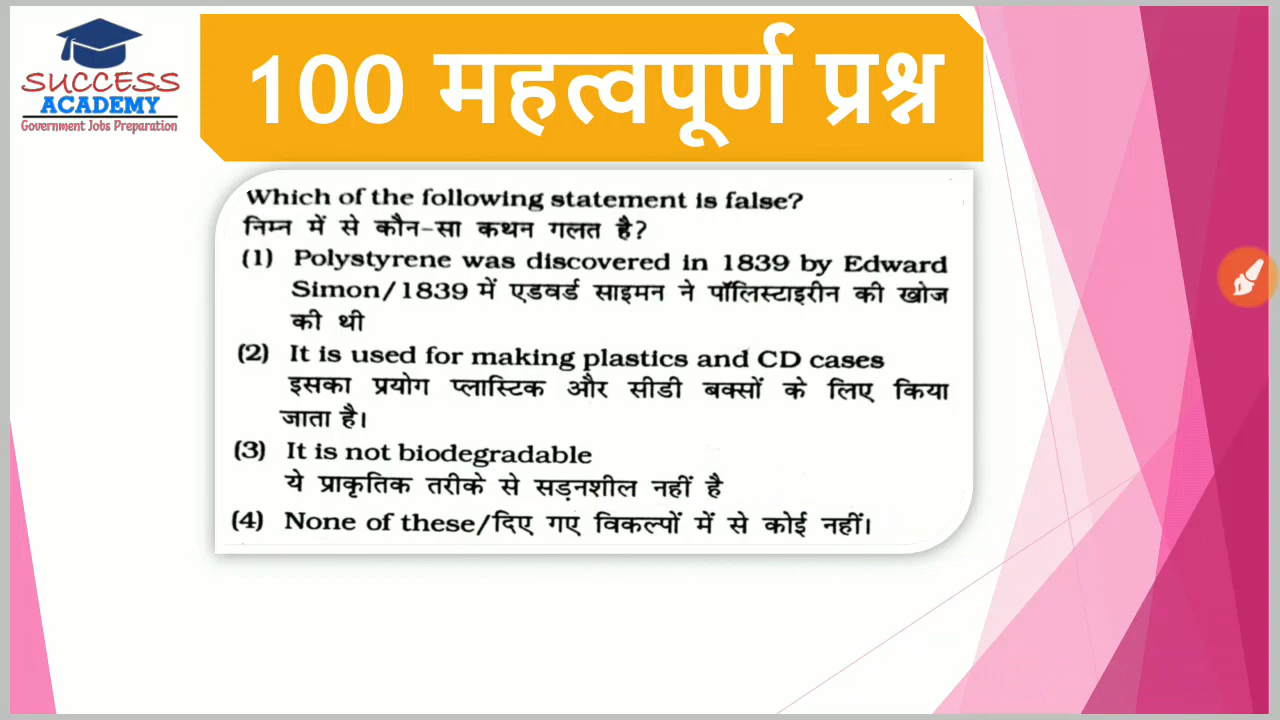 SUCCESS
ACADEMY
Government Jobs Preparation
100 महत्वपूर्ण प्रश्न
Which of the following statement is false?
निम्न में से कौन-सा कथन गलत है?
(1) Polystyrene was discovered in 1839 by Edward
Simon/1839 में एडवर्ड साइमन ने पॉलिस्टाइरीन की खोज
की थी
(2) It is used for making plastics and CD cases
इसका प्रयोग प्लास्टिक और सीडी बक्सों के लिए किया
जाता है।
(3) It is not biodegradable
ये प्राकृतिक तरीके से सड़नशील नहीं है
(4) None of these/दिए गए विकल्पों में से कोई नहीं।